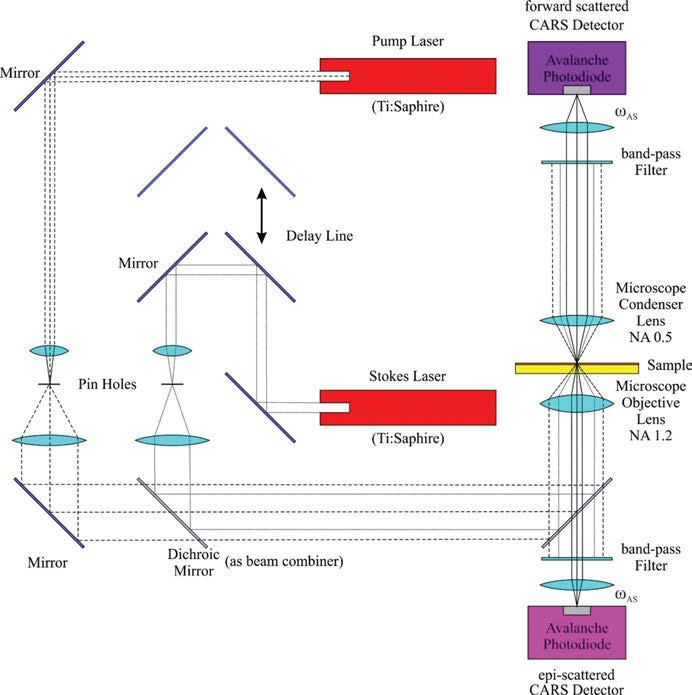 forward scattered
CARS Detector
Avalanche
Photodiode
ωAS
band-pass
Filter
Pump Laser
(Ti:Saphire)
Mirror
Delay Line
Mirror
Microscope
Condenser
Lens
NA 0.5
Sample
Pin Holes
Stokes Laser
(Ti:Saphire)
Microscope
Objective
Lens
NA 1.2
Mirror
Dichroic
Mirror
(as beam combiner)
band-pass
Filter
ωAS
Avalanche
Photodiode
epi-scattered
CARS Detector